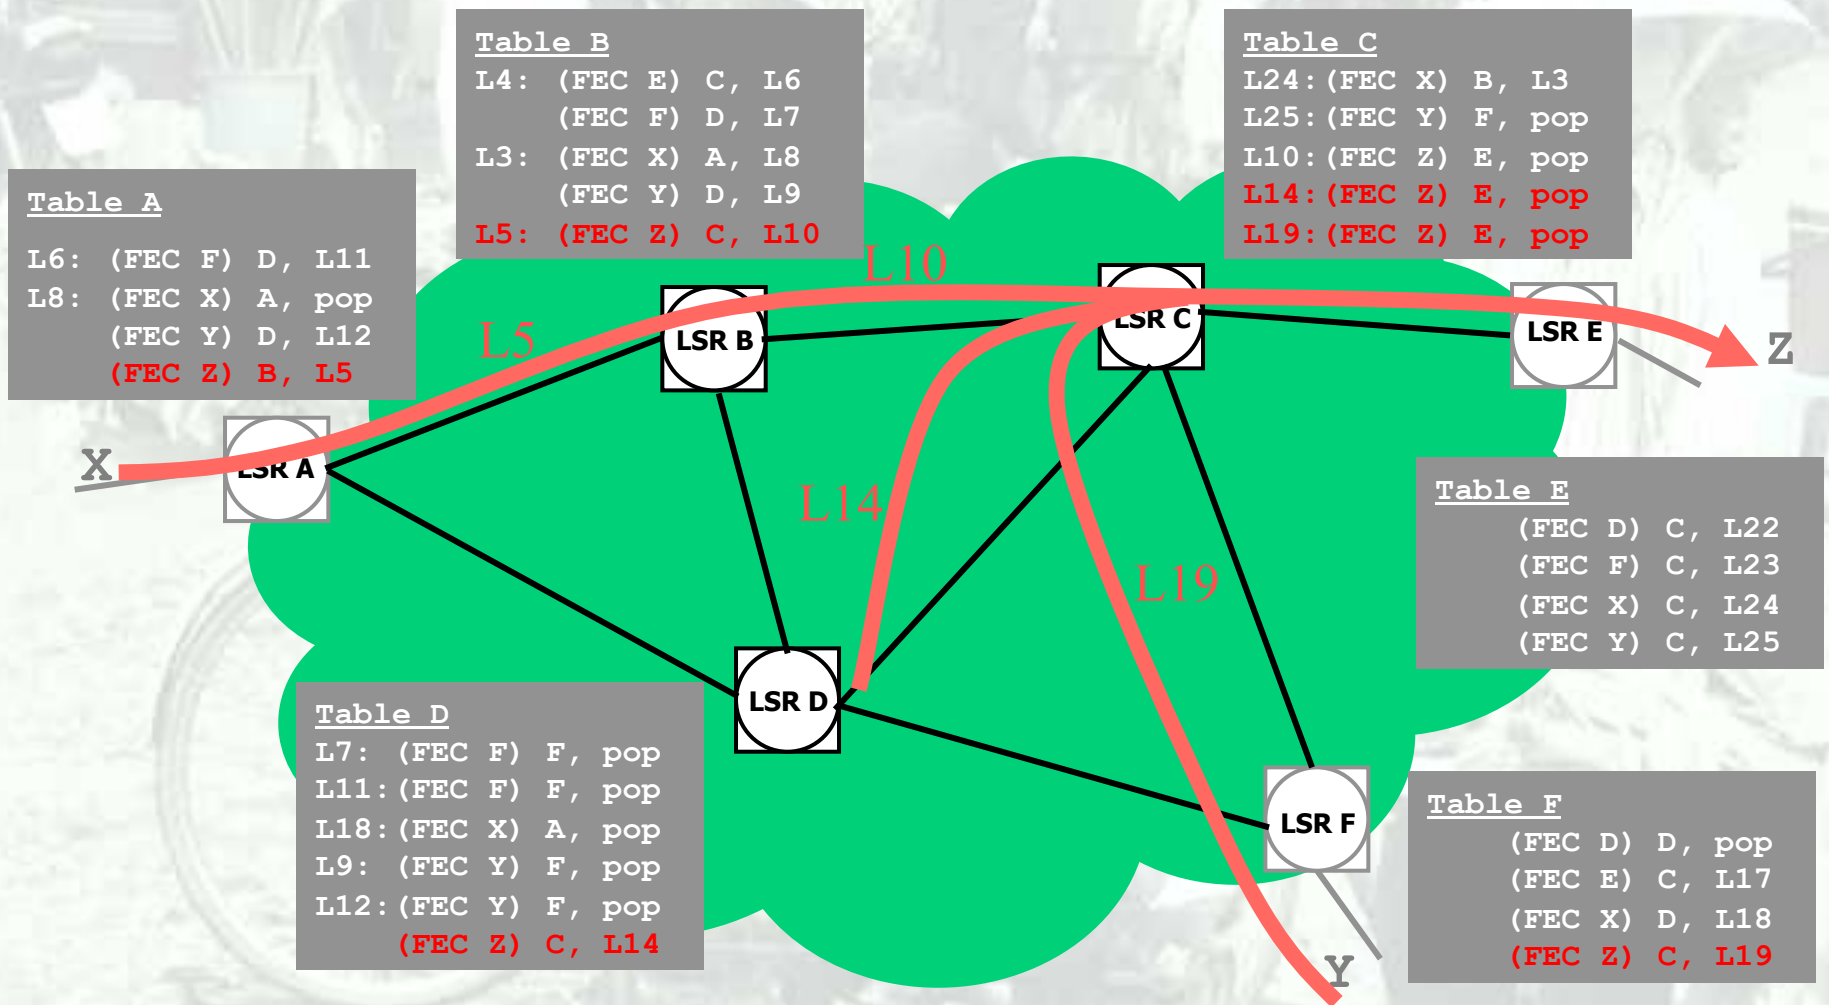 Table B
L4: (FEC E) C, L6
(FEC F) D, L7
L3: (FEC X) A, L8
(FEC Y) D, L9
L5: (FEC Z) C, L10
Table C
L24:(FEC X) B, L3
L25:(FEC Y) F, pop
L10:(FEC Z) E, pop
L14:(FEC Z) E, pop
L19:(FEC Z) E, pop
Table A
L6: (FEC F) D, L11
L8: (FEC X) A, pop
(FEC Y) D, L12
(FEC Z) B, L5
L10
L5
LSR B
LSR C
LSR E
Z
X
LSR A
L14
L19
Table E
(FEC D) C, L22
(FEC F) C, L23
(FEC X) C, L24
(FEC Y) C, L25
LSR D
Table D
L7: (FEC F) F, pop
L11:(FEC F) F, pop
L18:(FEC X) A, pop
L9: (FEC Y) F, pop
L12:(FEC Y) F, pop
(FEC Z) C, L14
LSR F
Y
Table F
(FEC D) D, pop
(FEC E) C, L17
(FEC X) D, L18
(FEC Z) C, L19